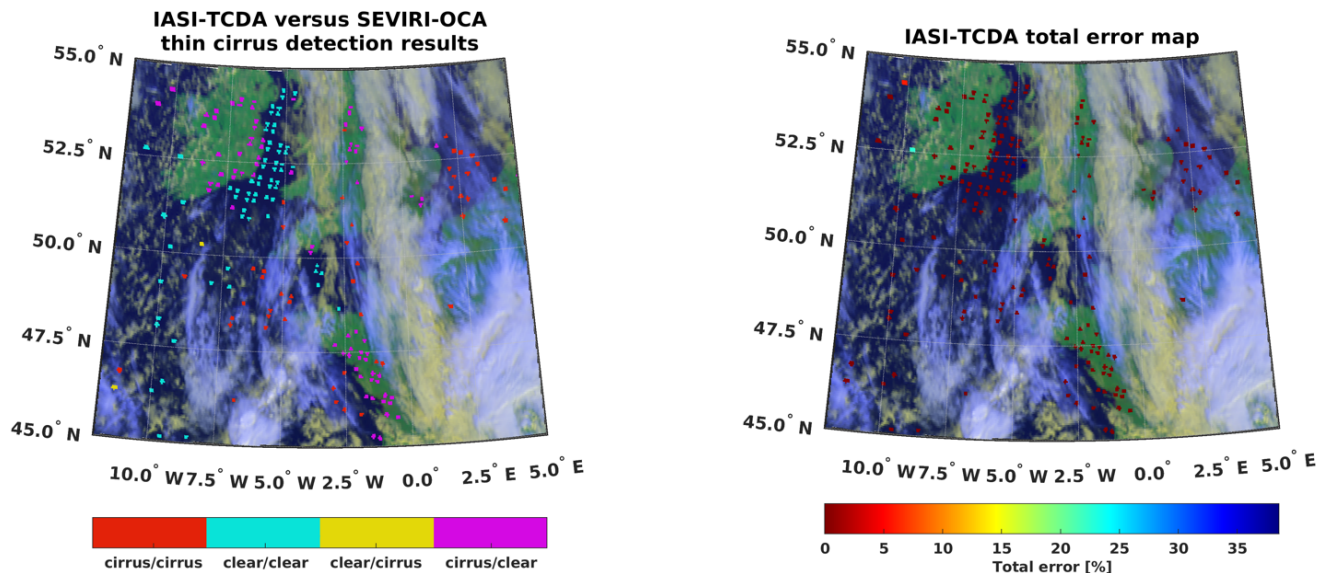 IASI-TCDA versus SEVIRI-OCA
thin cirrus detection results
55.0° N
52.5° N
50.0° N
47.5° N
45.0° N
10.0° W 7.5° W 5.0° W 2.5° W 0.0° 2.5° E 5.0° E
cirrus/cirrus clear/clear clear/cirrus cirrus/clear
IASI-TCDA total error map
55.0° N
52.5° N
50.0° N
47.5° N
45.0° N
10.0° W 7.5° W 5.0° W 2.5° W 0.0° 2.5° E 5.0° E
0 5 10 15 20 25 30 35
Total error [%]